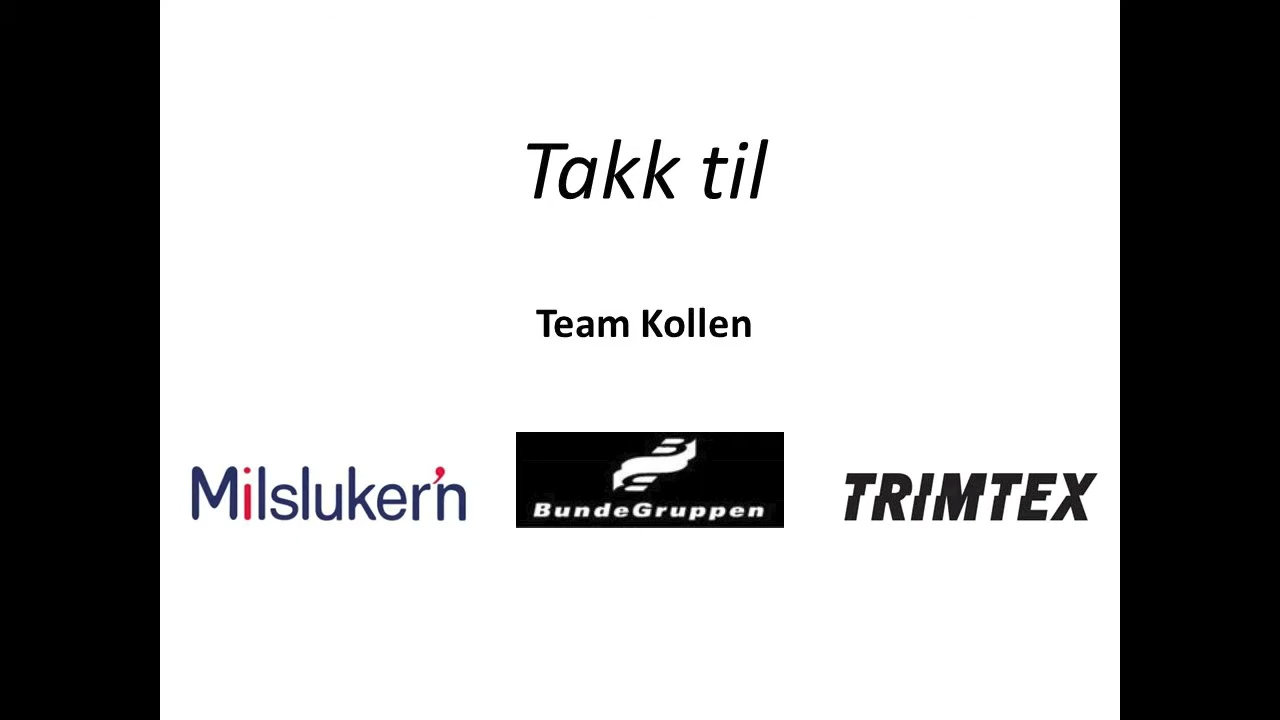 Takk til
Team Kollen
Milsluker'n
BundeGruppen
TRIMTEX